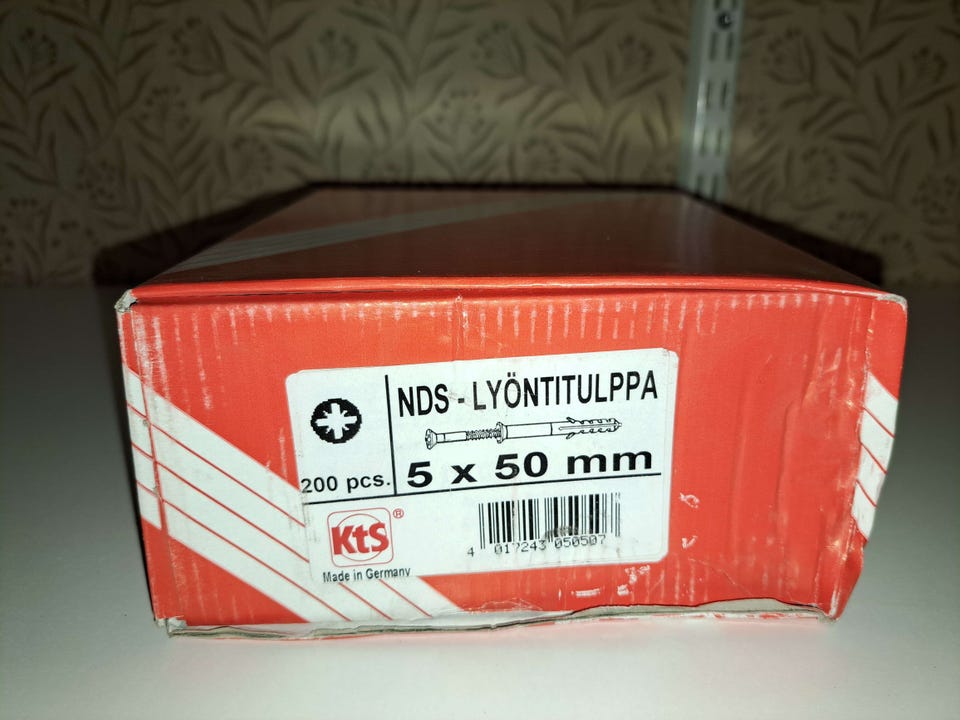 NDS - LYÖNTITULPPA
200 pcs.
5 x 50 mm
KtS®
Made in Germany
4 017243 050507